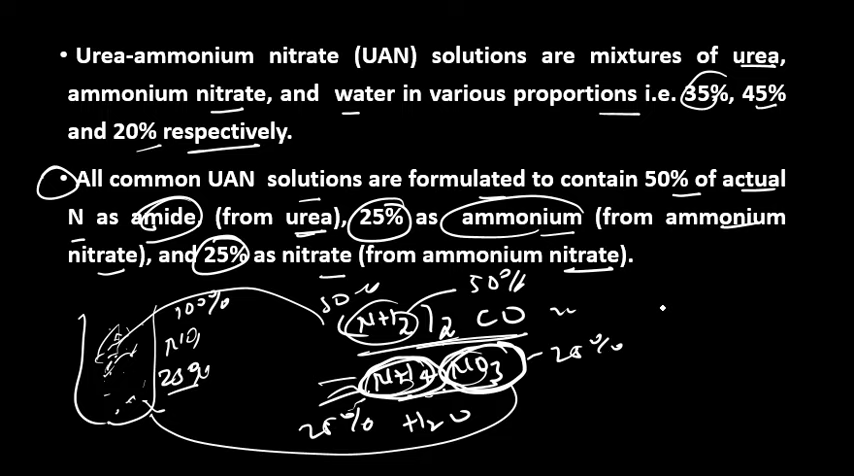 • Urea-ammonium nitrate (UAN) solutions are mixtures of urea,
ammonium nitrate, and water in various proportions i.e. 35%, 45%
and 20% respectively.
• All common UAN solutions are formulated to contain 50% of actual
N as amide (from urea), 25% as ammonium (from ammonium
nitrate), and 25% as nitrate (from ammonium nitrate).
50%
100%
NH2]2 CO
NO3
25%
NH4 NO3 25%
25% H2O